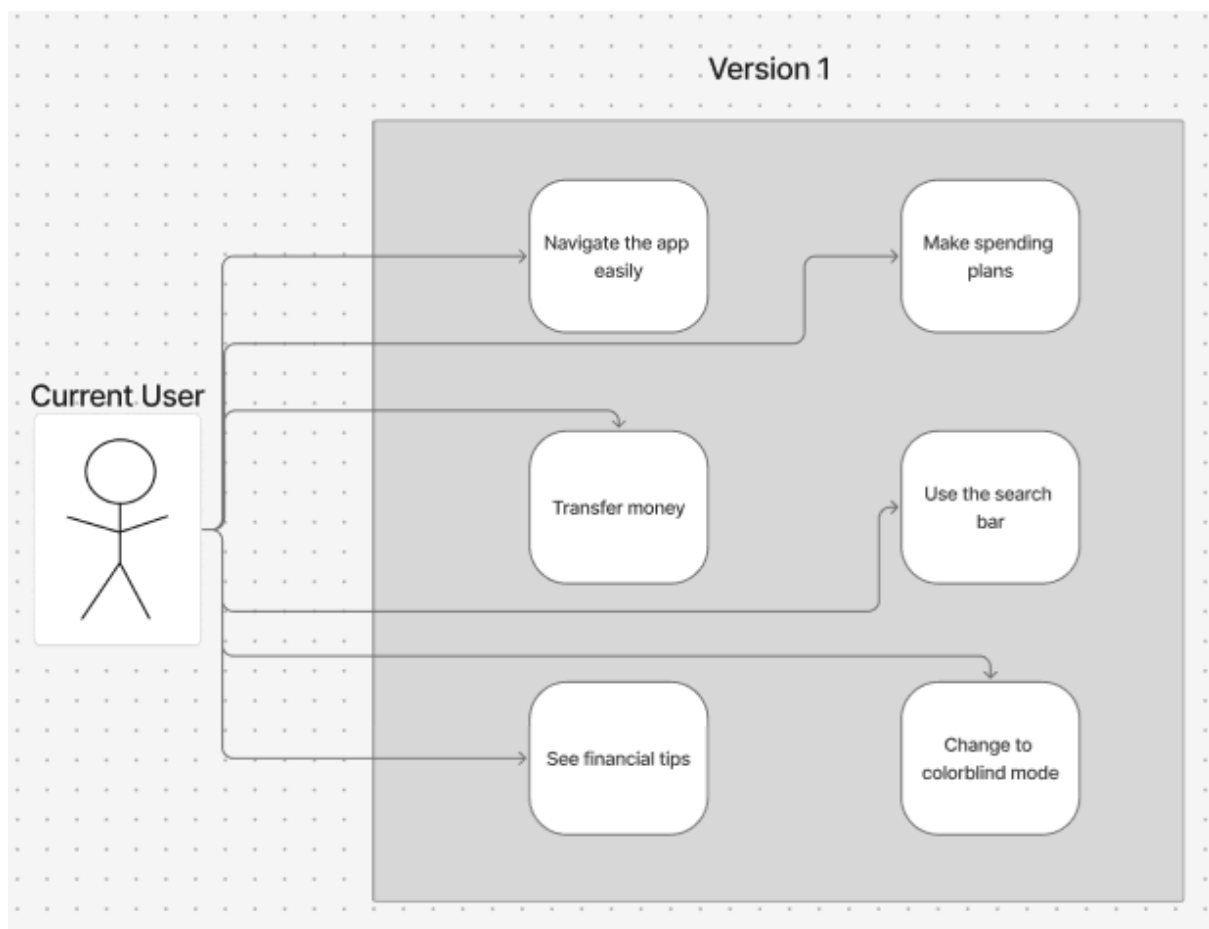 Version 1
Navigate the app
easily
Make spending
plans
Current User
Transfer money
Use the search
bar
See financial tips
Change to
colorblind mode